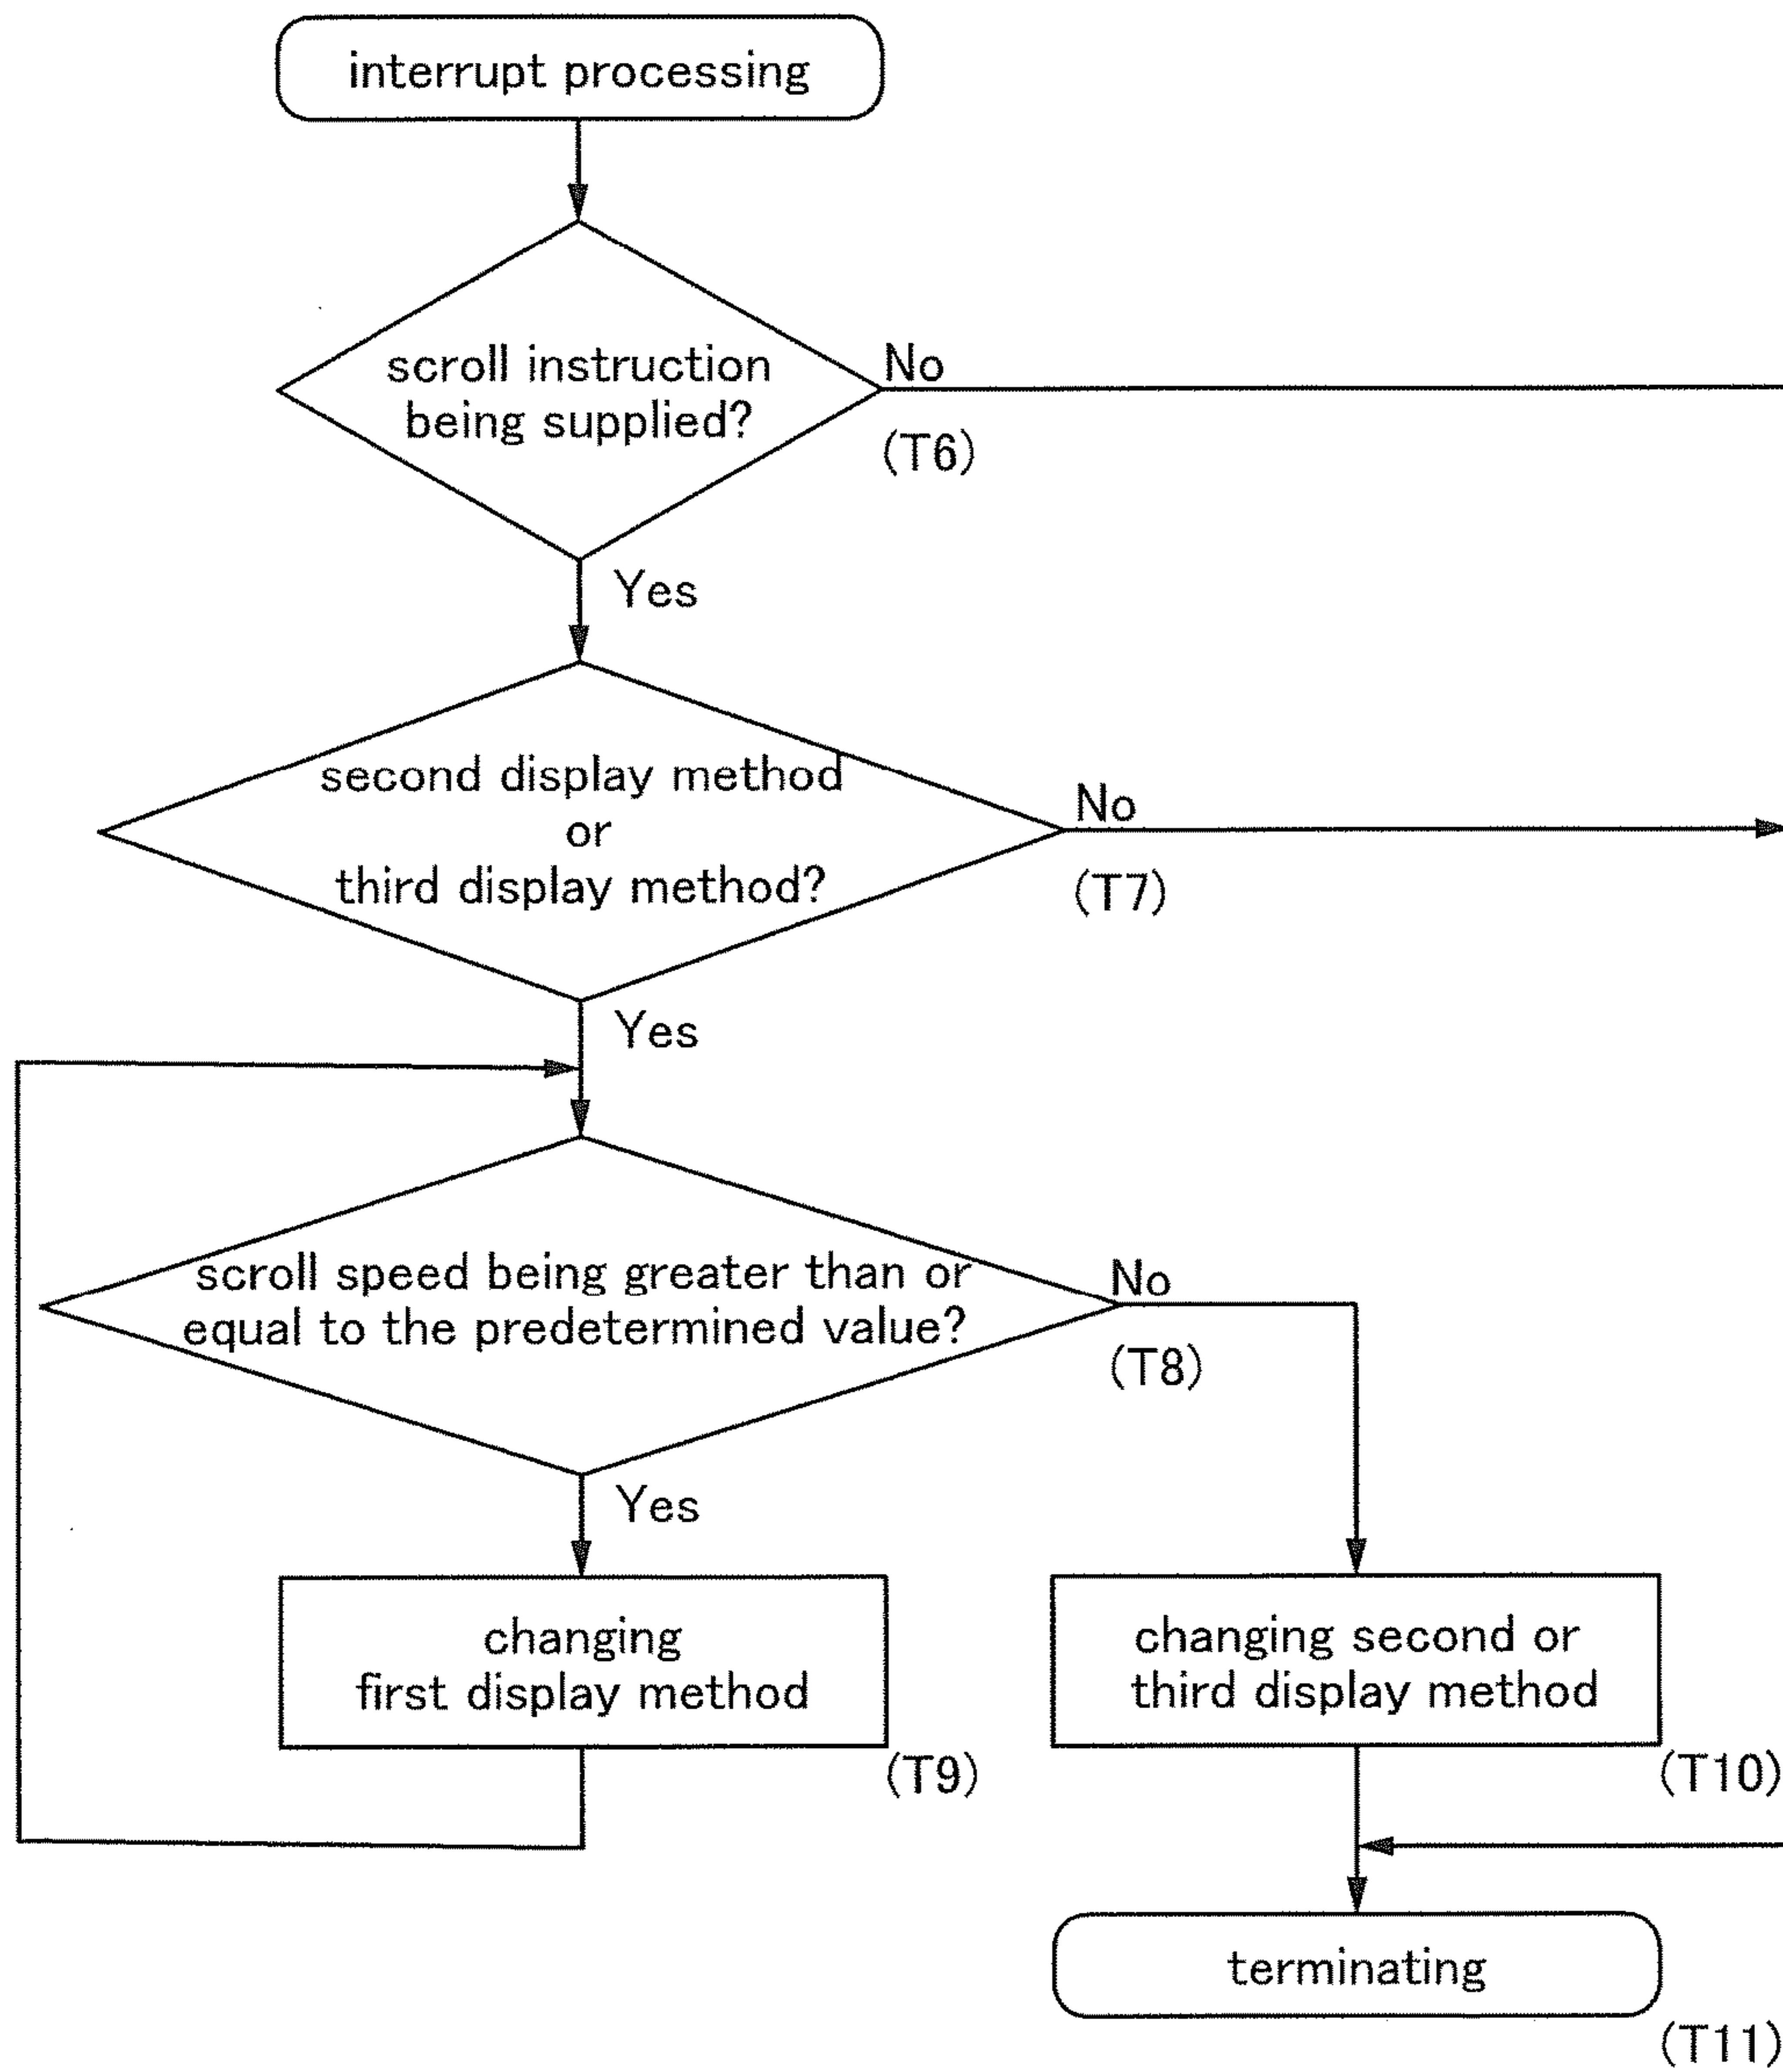 interrupt processing
scroll instruction
being supplied?
No
(T6)
Yes
second display method
or
third display method?
No
(T7)
Yes
scroll speed being greater than or
equal to the predetermined value?
No
(T8)
Yes
changing
first display method
(T9)
changing second or
third display method
(T10)
terminating
(T11)